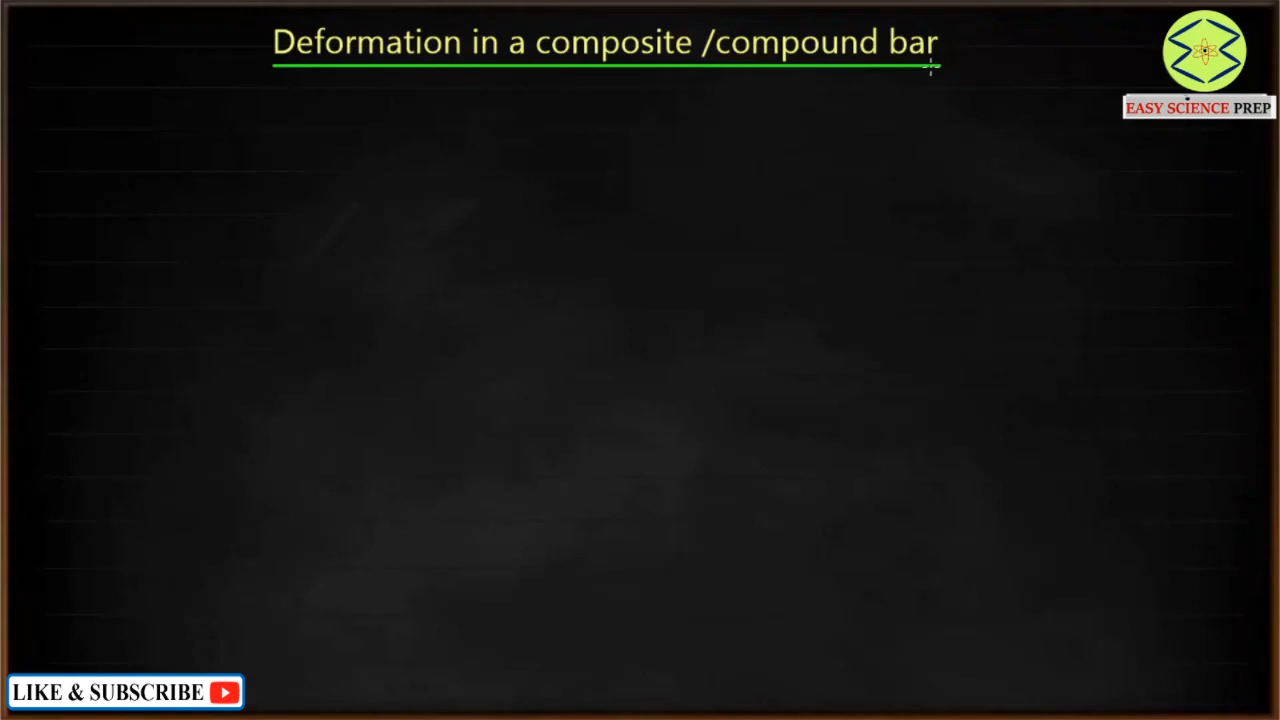 Deformation in a composite /compound bar
EASY SCIENCE PREP
LIKE & SUBSCRIBE